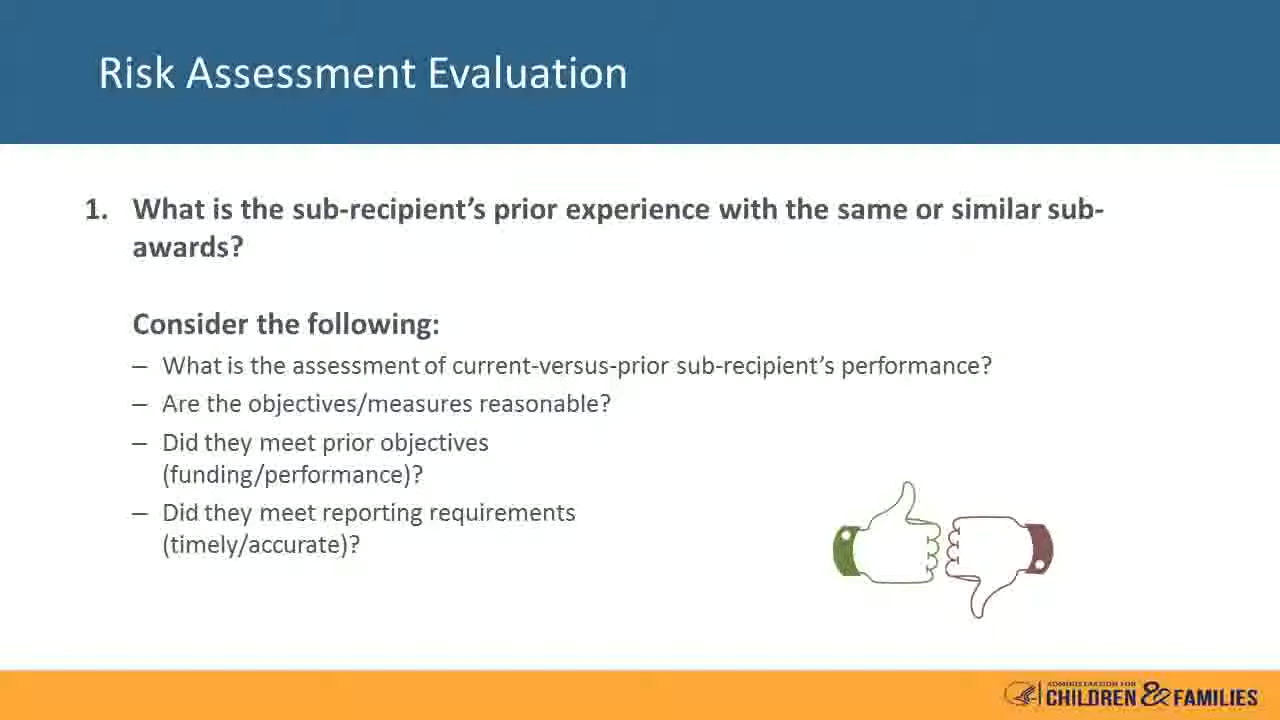 Risk Assessment Evaluation
1. What is the sub-recipient's prior experience with the same or similar sub-
awards?
Consider the following:
– What is the assessment of current-versus-prior sub-recipient's performance?
– Are the objectives/measures reasonable?
– Did they meet prior objectives
(funding/performance)?
– Did they meet reporting requirements
(timely/accurate)?
ADMINISTRATION FOR
CHILDREN & FAMILIES